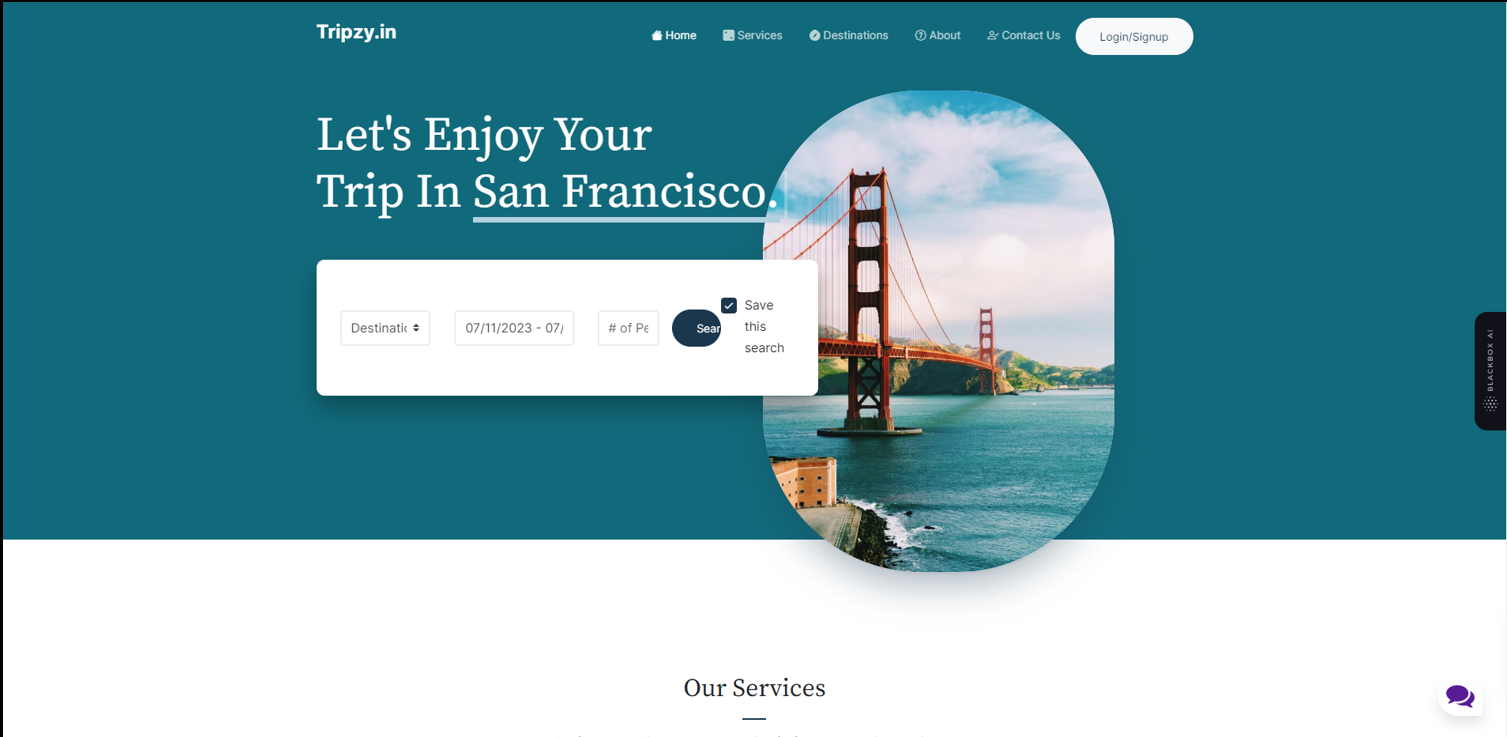 Tripzy.in
Home
Services
Destinations
About
Contact Us
Login/Signup
Let's Enjoy Your
Trip In San Francisco.
Destinatic
07/11/2023 - 07/
# of Pe
Sear
Save
this
search
BLACKBOX AI
Our Services